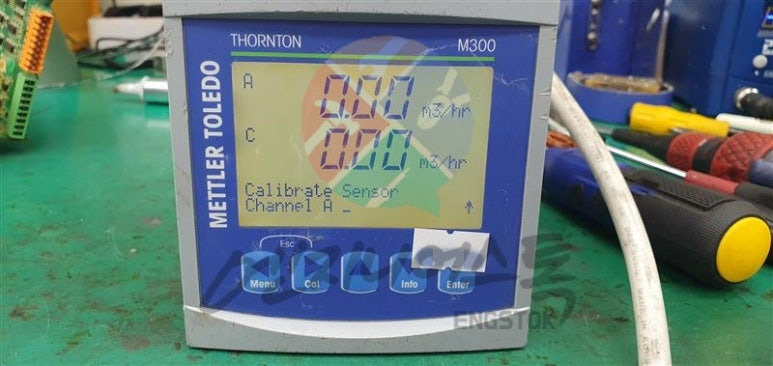 THORNTON
M300
METTLER TOLEDO
A 0.00 m3/hr
C 0.00 m3/hr
Calibrate Sensor
Channel A _ ↑
Esc
Menu
Cal
Info
Enter
ENGSTOK